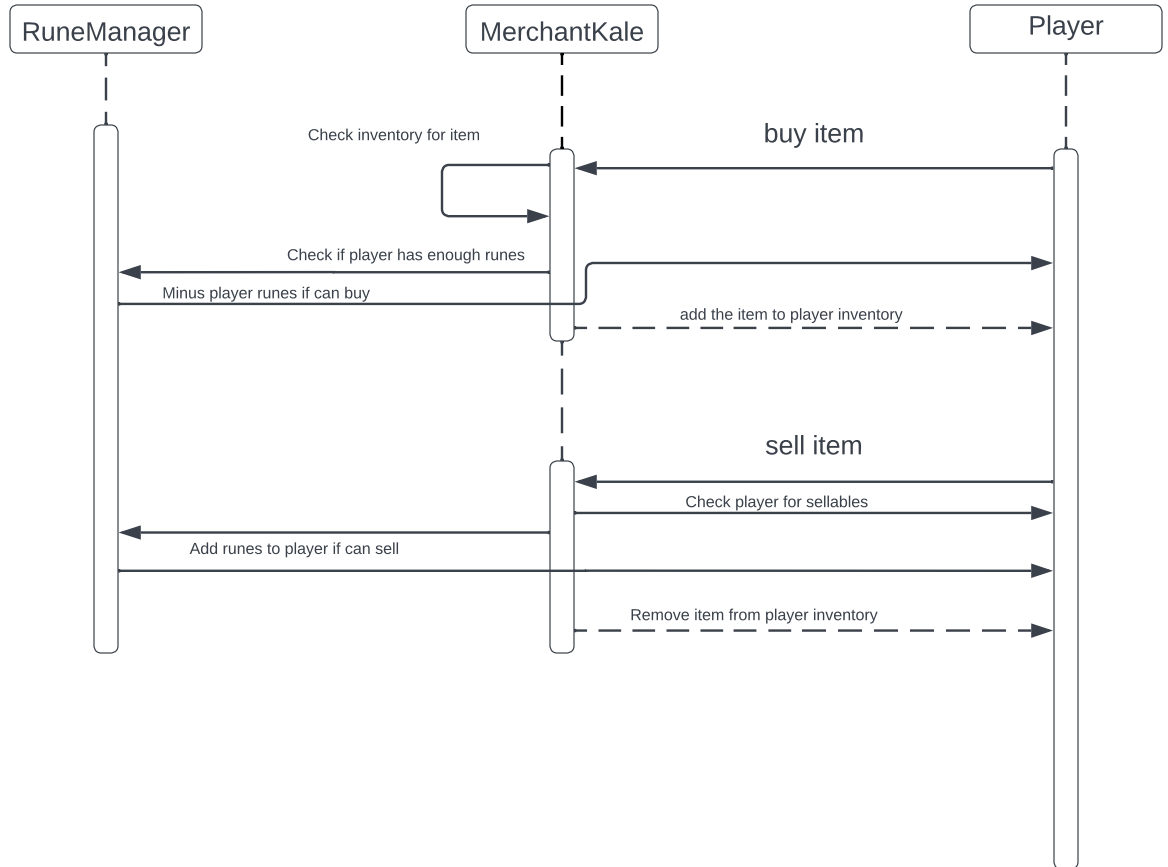 RuneManager
MerchantKale
Player
Check inventory for item
buy item
Check if player has enough runes
Minus player runes if can buy
add the item to player inventory
sell item
Check player for sellables
Add runes to player if can sell
Remove item from player inventory